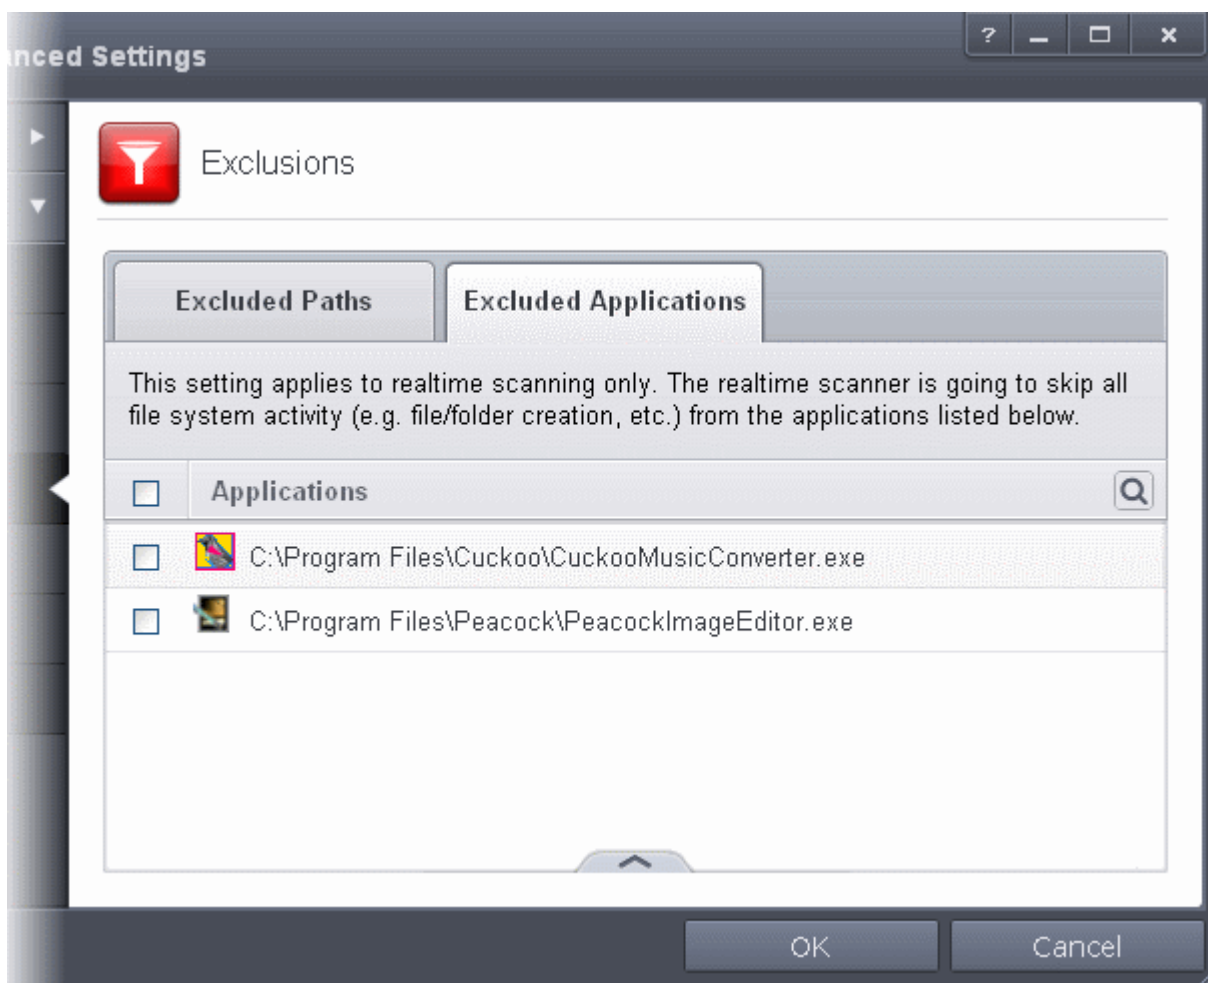 nced Settings
?
Exclusions
Excluded Paths
Excluded Applications
This setting applies to realtime scanning only. The realtime scanner is going to skip all
file system activity (e.g. file/folder creation, etc.) from the applications listed below.
Applications
C:\Program Files\Cuckoo\CuckooMusicConverter.exe
C:\Program Files\Peacock\PeacockImageEditor.exe
OK
Cancel